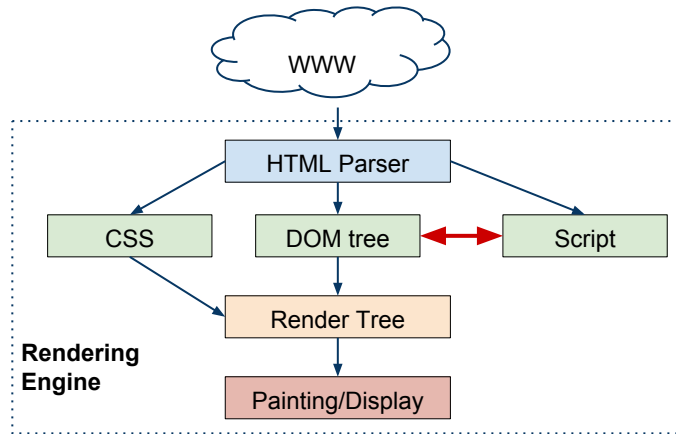 WWW
HTML Parser
CSS
DOM tree
Script
Render Tree
Rendering
Engine
Painting/Display